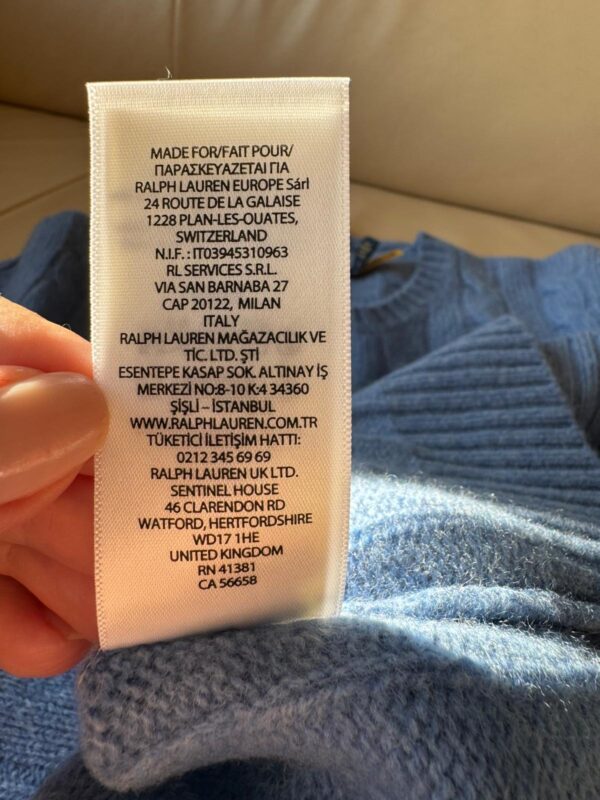 MADE FOR/FAIT POUR/
ΠΑΡΑΣΚΕΥΑΖΕΤΑΙ ΓΙΑ
RALPH LAUREN EUROPE Sárl
24 ROUTE DE LA GALAISE
1228 PLAN-LES-OUATES,
SWITZERLAND
N.I.F. : IT03945310963
RL SERVICES S.R.L.
VIA SAN BARNABA 27
CAP 20122, MILAN
ITALY
RALPH LAUREN MAĞAZACILIK VE
TİC. LTD. ŞTİ
ESENTEPE KASAP SOK. ALTINAY İŞ
MERKEZİ NO:8-10 K:4 34360
ŞİŞLİ – İSTANBUL
WWW.RALPHLAUREN.COM.TR
TÜKETİCİ İLETİŞİM HATTI:
0212 345 69 69
RALPH LAUREN UK LTD.
SENTINEL HOUSE
46 CLARENDON RD
WATFORD, HERTFORDSHIRE
WD17 1HE
UNITED KINGDOM
RN 41381
CA 56658